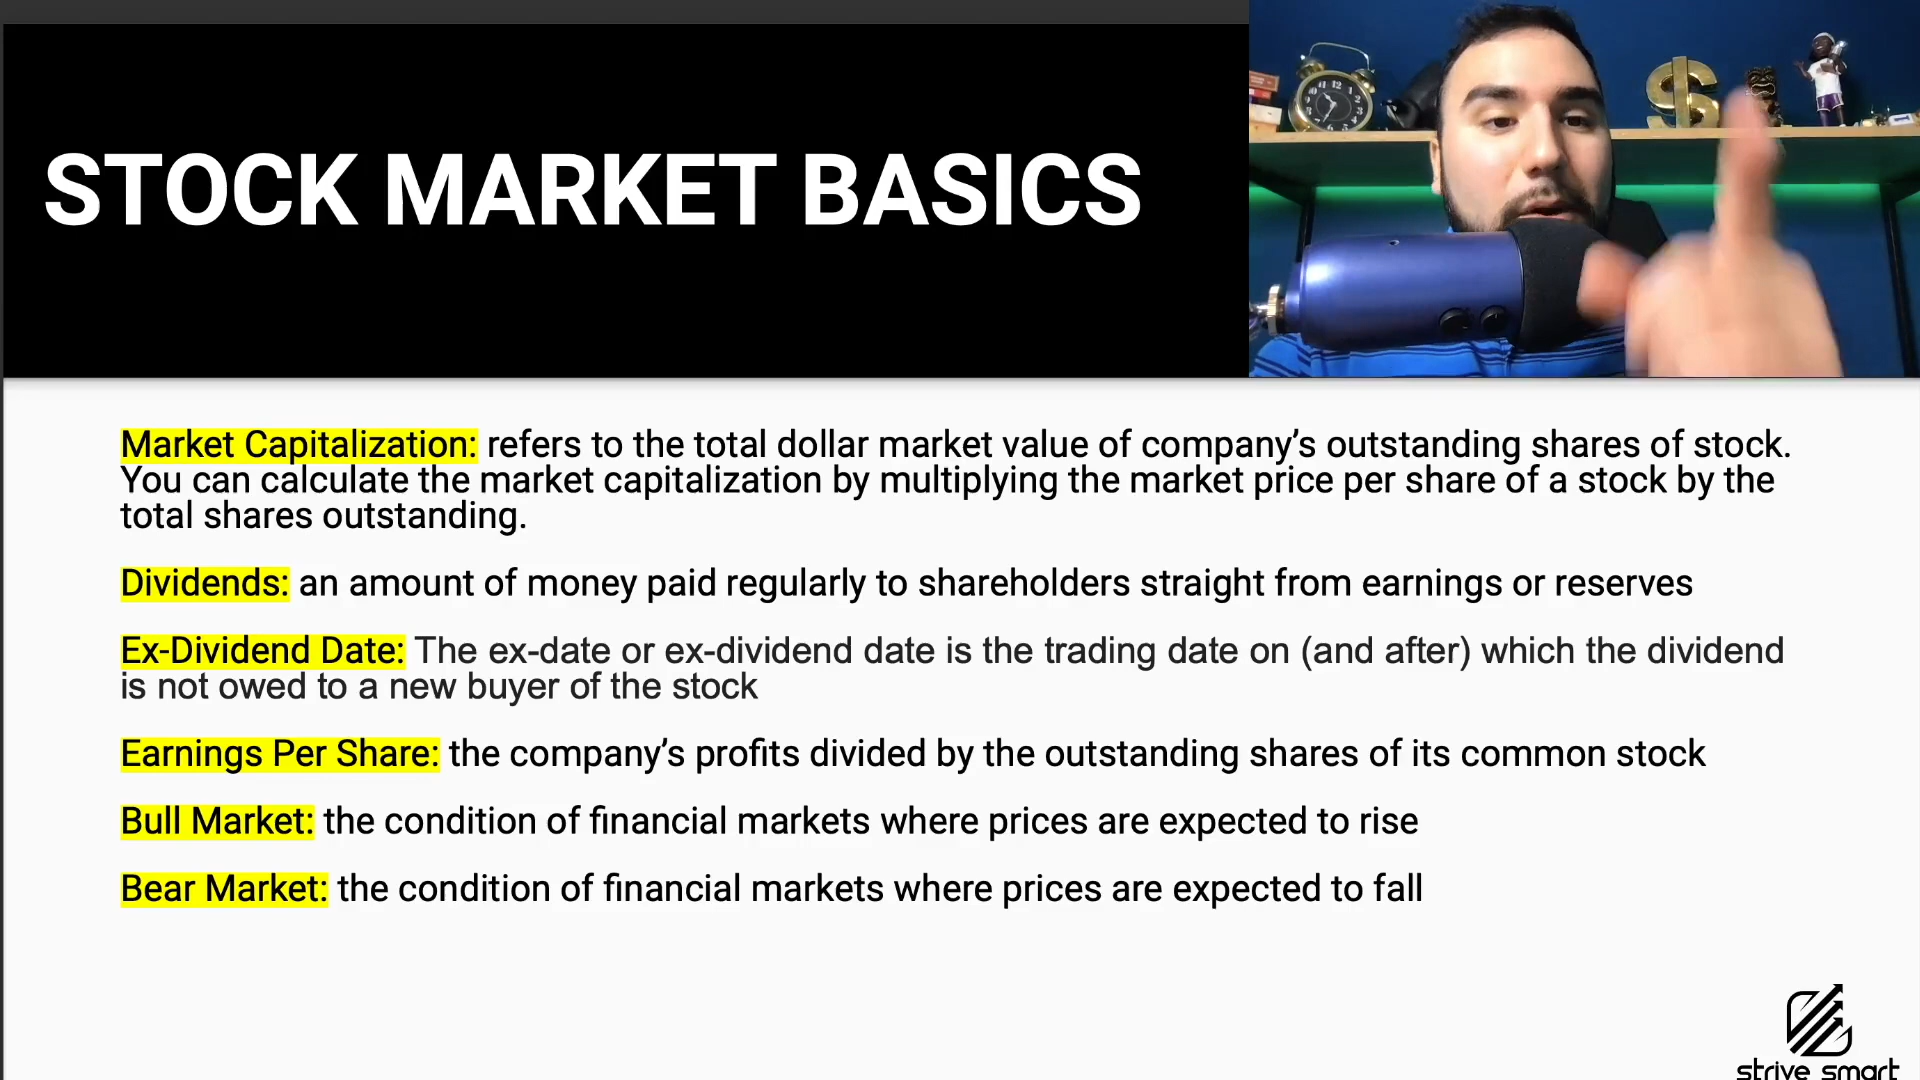 STOCK MARKET BASICS
Market Capitalization: refers to the total dollar market value of company’s outstanding shares of stock.
You can calculate the market capitalization by multiplying the market price per share of a stock by the
total shares outstanding.
Dividends: an amount of money paid regularly to shareholders straight from earnings or reserves
Ex-Dividend Date: The ex-date or ex-dividend date is the trading date on (and after) which the dividend
is not owed to a new buyer of the stock
Earnings Per Share: the company’s profits divided by the outstanding shares of its common stock
Bull Market: the condition of financial markets where prices are expected to rise
Bear Market: the condition of financial markets where prices are expected to fall
strive smart